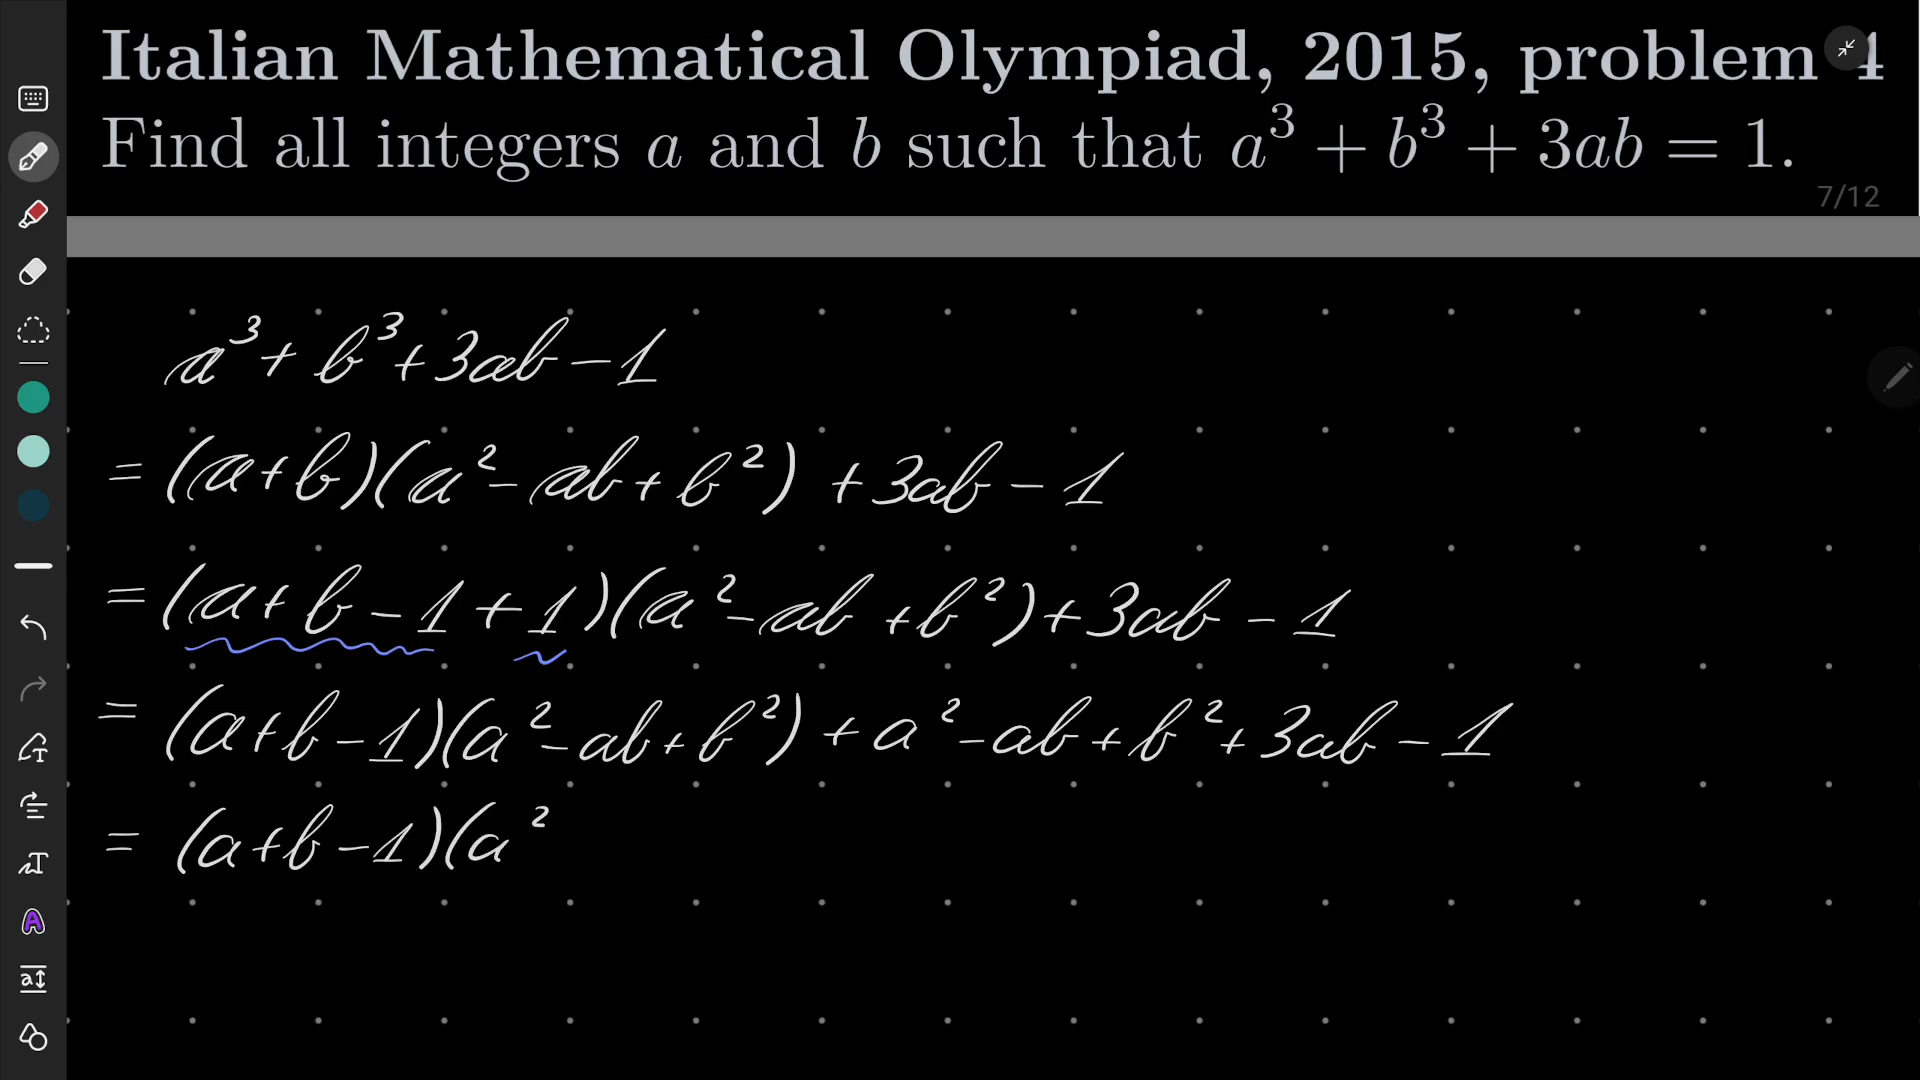 Italian Mathematical Olympiad, 2015, problem 4
Find all integers a and b such that a³ + b³ + 3ab = 1.
7/12
a³ + b³ + 3ab - 1
= (a+b)(a² - ab + b²) + 3ab - 1
= (a + b - 1 + 1)(a² - ab + b²) + 3ab - 1
= (a+b-1)(a² - ab + b²) + a² - ab + b² + 3ab - 1
= (a+b-1)(a²